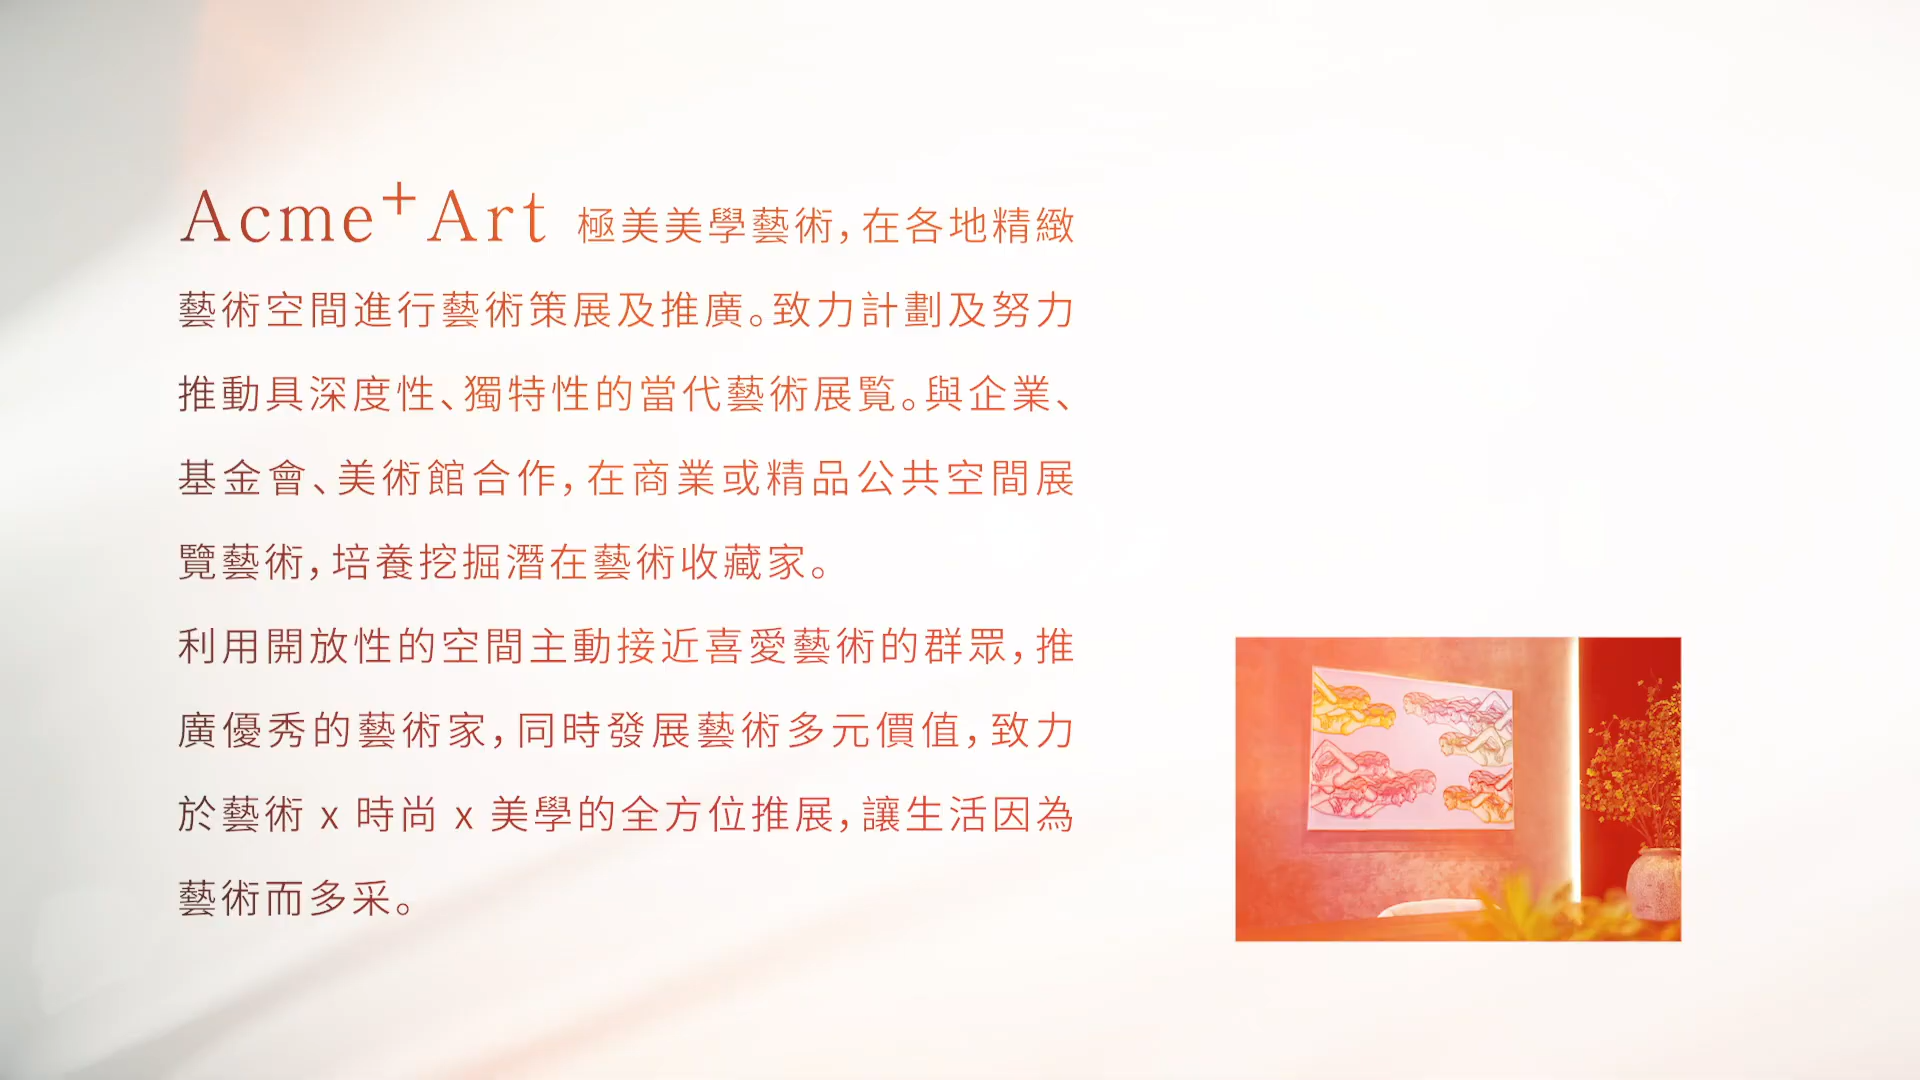 Acme+Art 極美美學藝術，在各地精緻
藝術空間進行藝術策展及推廣。致力計劃及努力
推動具深度性、獨特性的當代藝術展覧。與企業、
基金會、美術館合作，在商業或精品公共空間展
覽藝術，培養挖掘潛在藝術收藏家。
利用開放性的空間主動接近喜愛藝術的群眾，推
廣優秀的藝術家，同時發展藝術多元價值，致力
於藝術 x 時尚 x 美學的全方位推展，讓生活因為
藝術而多采。